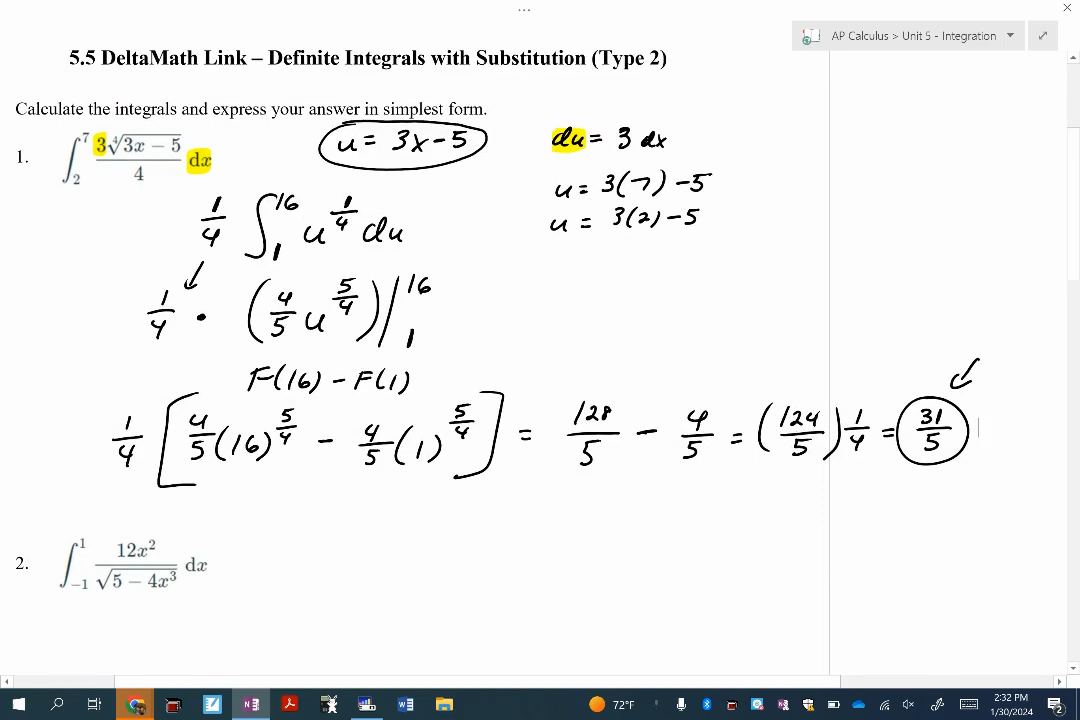 AP Calculus > Unit 5 - Integration
5.5 DeltaMath Link – Definite Integrals with Substitution (Type 2)
Calculate the integrals and express your answer in simplest form.
1. ∫₂⁷ 3∜(3x − 5) / 4 dx
u = 3x - 5
du = 3 dx
u = 3(7) - 5
u = 3(2) - 5
1/4 ∫₁¹⁶ u^(1/4) du
1/4 · (4/5 u^(5/4)) |₁¹⁶
F(16) - F(1)
1/4 [4/5 (16)^(5/4) - 4/5 (1)^(5/4)] = 128/5 - 4/5 = (124/5) 1/4 = 31/5
2. ∫₋₁¹ 12x² / √(5 − 4x³) dx
72°F
2:32 PM
1/30/2024
2